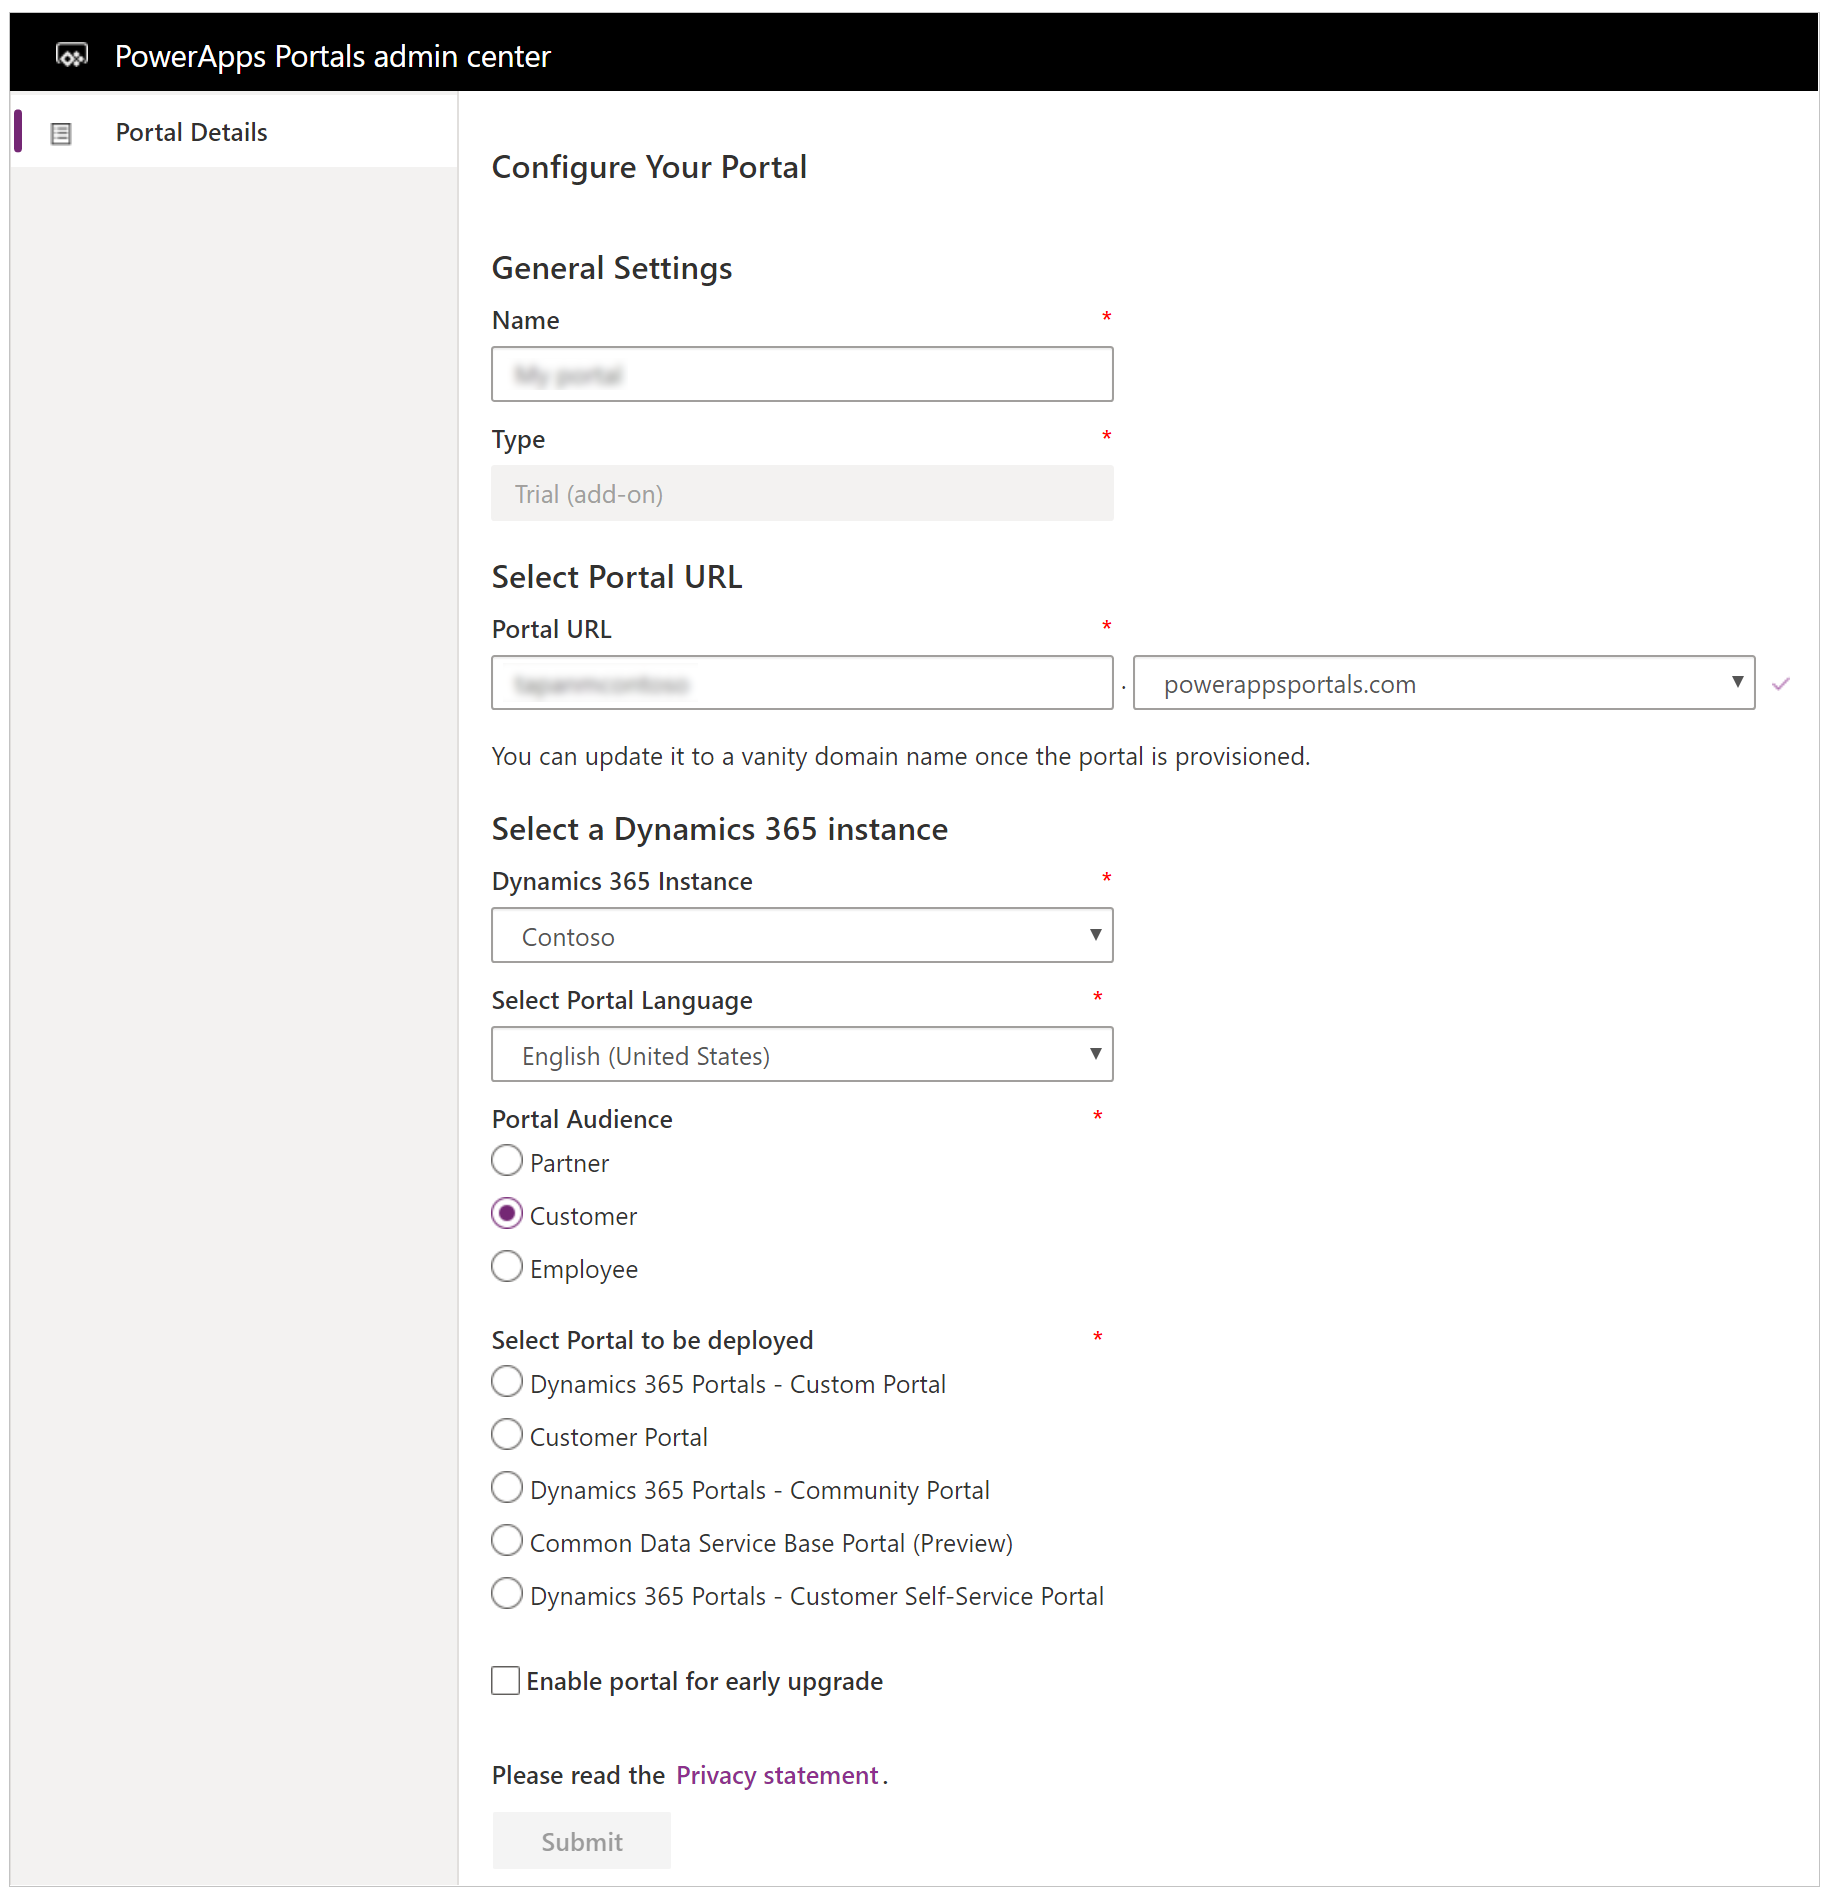 PowerApps Portals admin center
Portal Details
Configure Your Portal
General Settings
Name *
My portal
Type *
Trial (add-on)
Select Portal URL
Portal URL *
tapanmcontoso . powerappsportals.com
You can update it to a vanity domain name once the portal is provisioned.
Select a Dynamics 365 instance
Dynamics 365 Instance *
Contoso
Select Portal Language *
English (United States)
Portal Audience *
Partner
Customer
Employee
Select Portal to be deployed *
Dynamics 365 Portals - Custom Portal
Customer Portal
Dynamics 365 Portals - Community Portal
Common Data Service Base Portal (Preview)
Dynamics 365 Portals - Customer Self-Service Portal
Enable portal for early upgrade
Please read the Privacy statement.
Submit